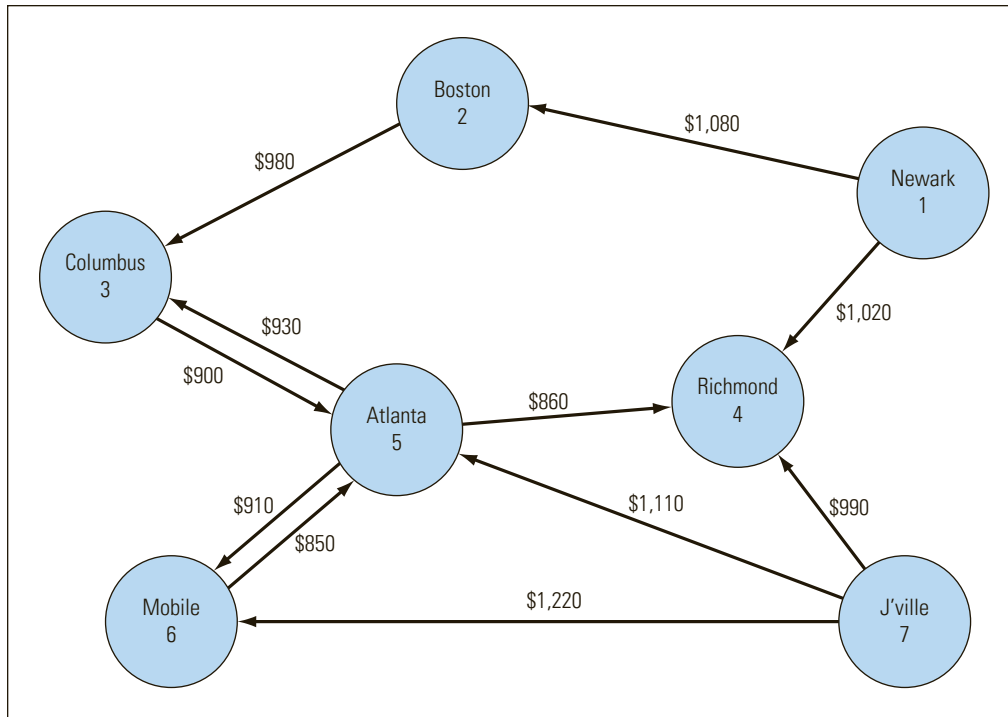 Boston
2
$1,080
Newark
1
$980
Columbus
3
$930
$900
$1,020
Richmond
4
$860
Atlanta
5
$910
$850
$1,110
$990
Mobile
6
$1,220
J'ville
7